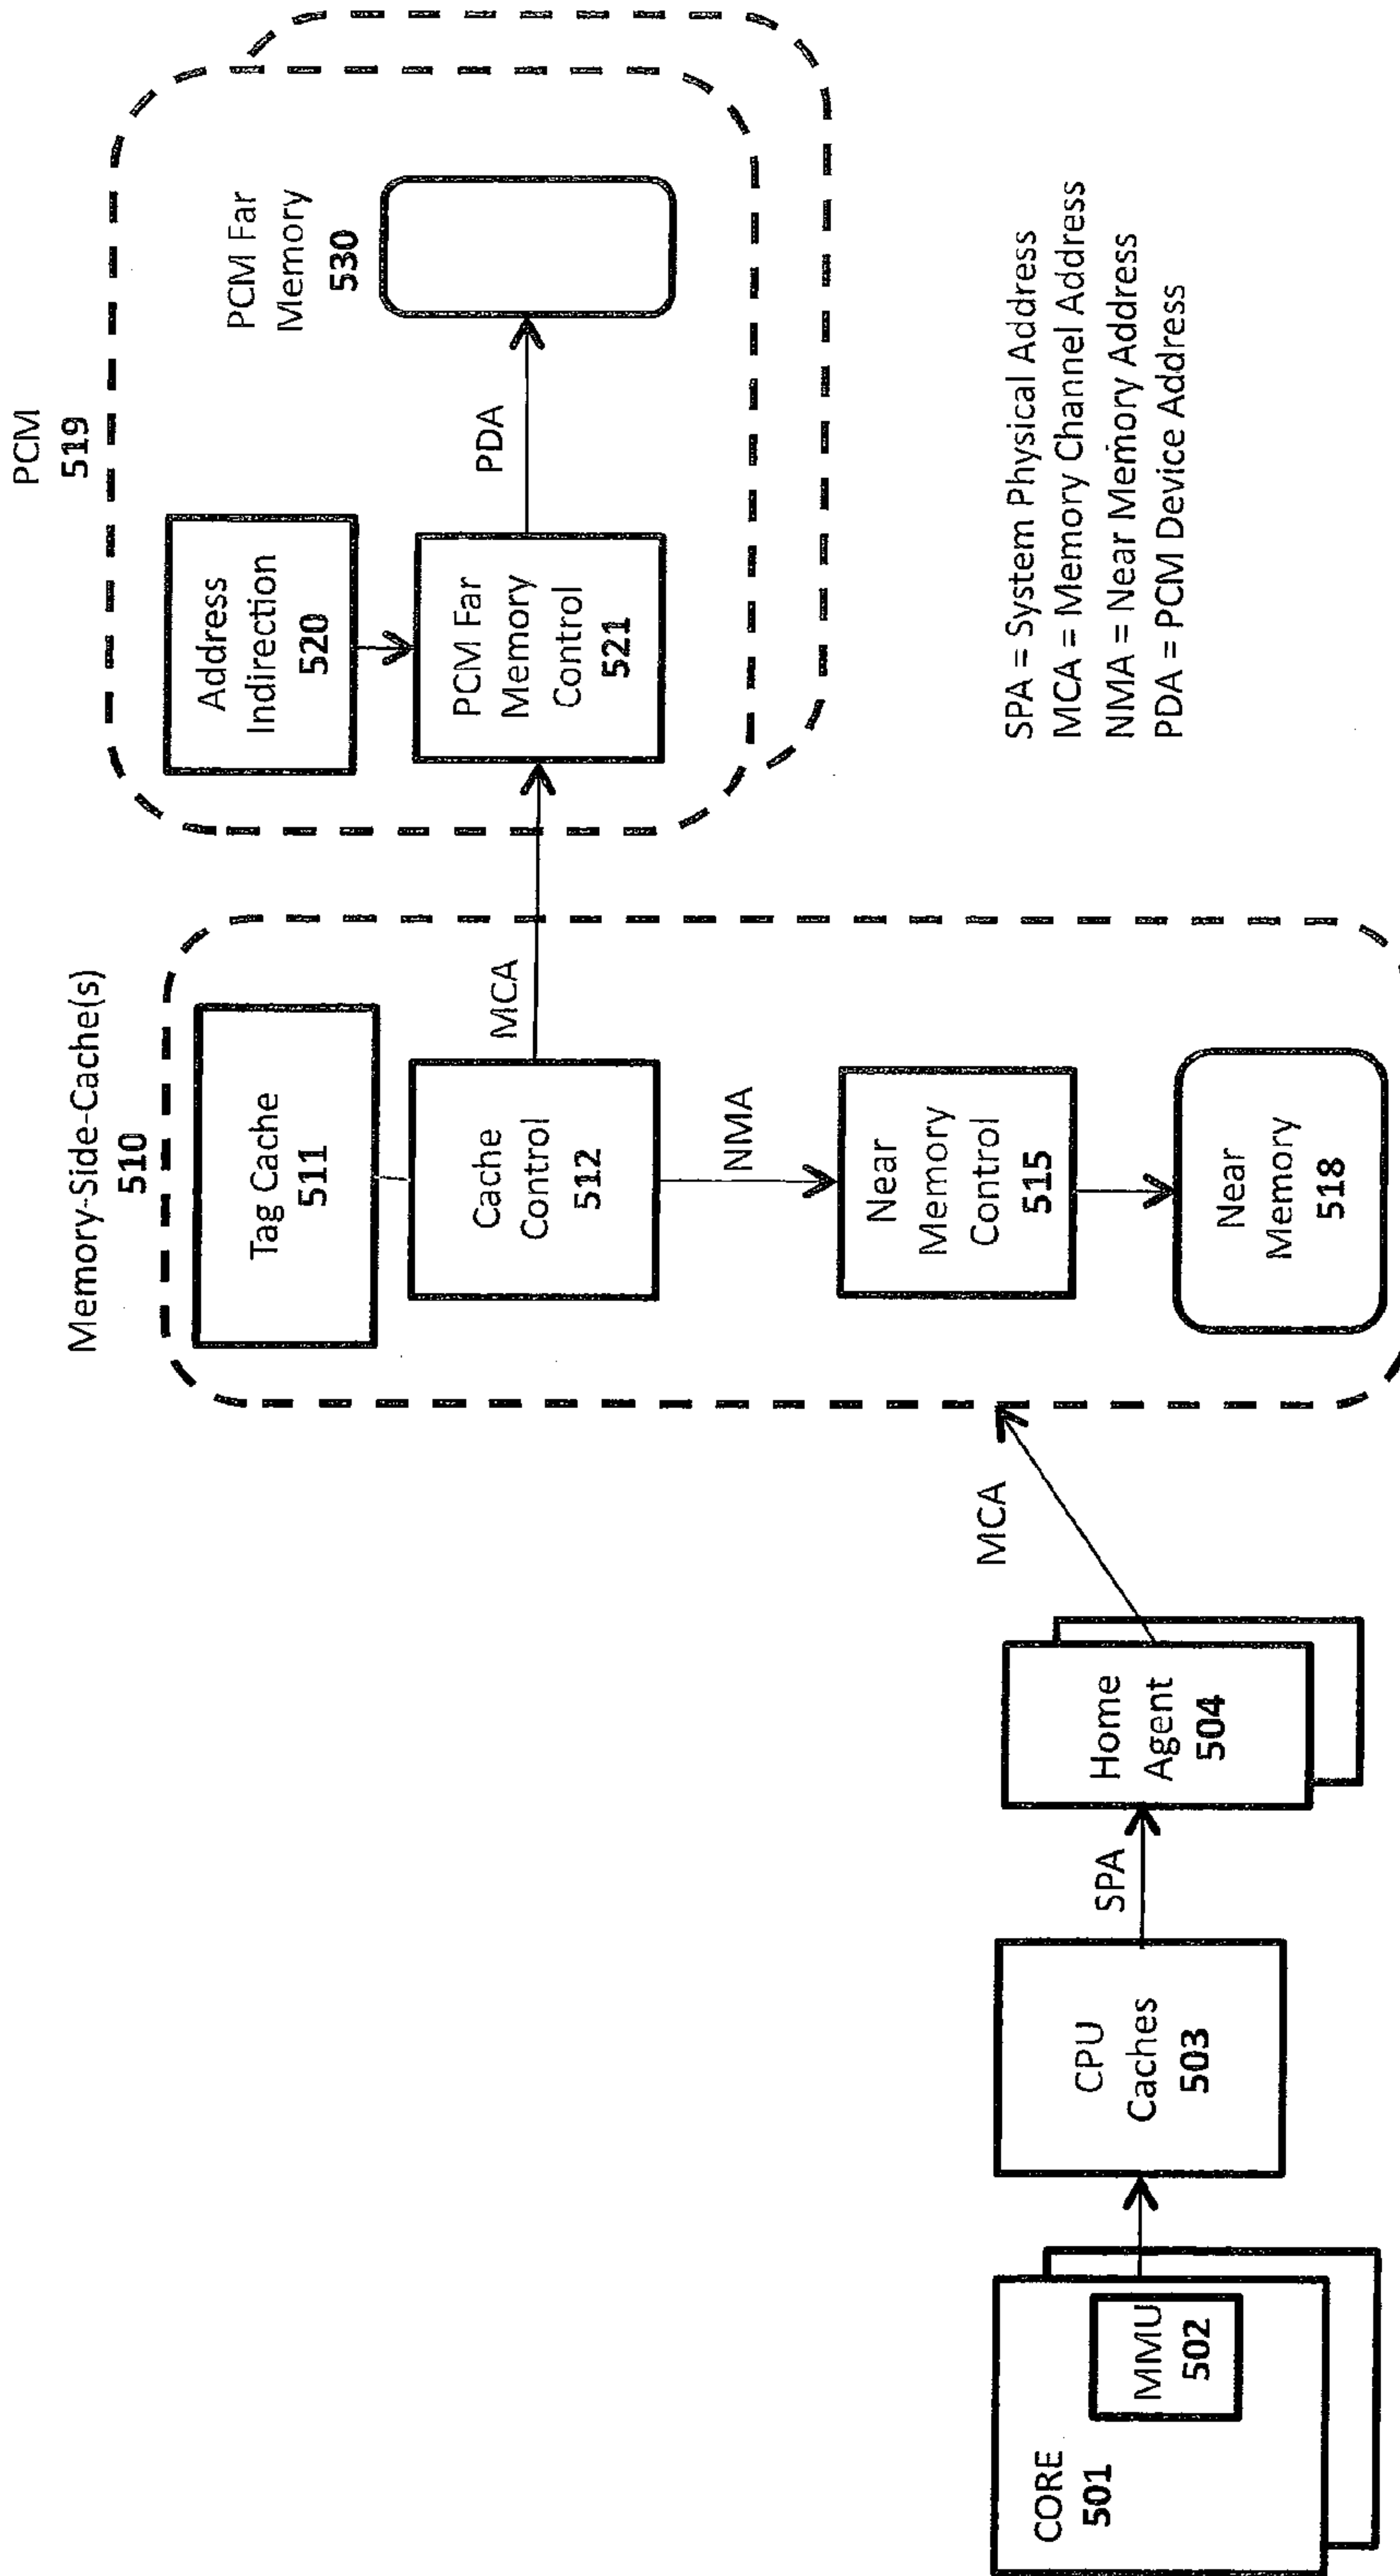 PCM
519
Address
Indirection
520
PCM Far
Memory
Control
521
PDA
PCM Far
Memory
530
Memory-Side-Cache(s)
510
Tag Cache
511
Cache
Control
512
MCA
NMA
Near
Memory
Control
515
Near
Memory
518
CORE
501
MMU
502
CPU
Caches
503
SPA
Home
Agent
504
MCA
SPA = System Physical Address
MCA = Memory Channel Address
NMA = Near Memory Address
PDA = PCM Device Address